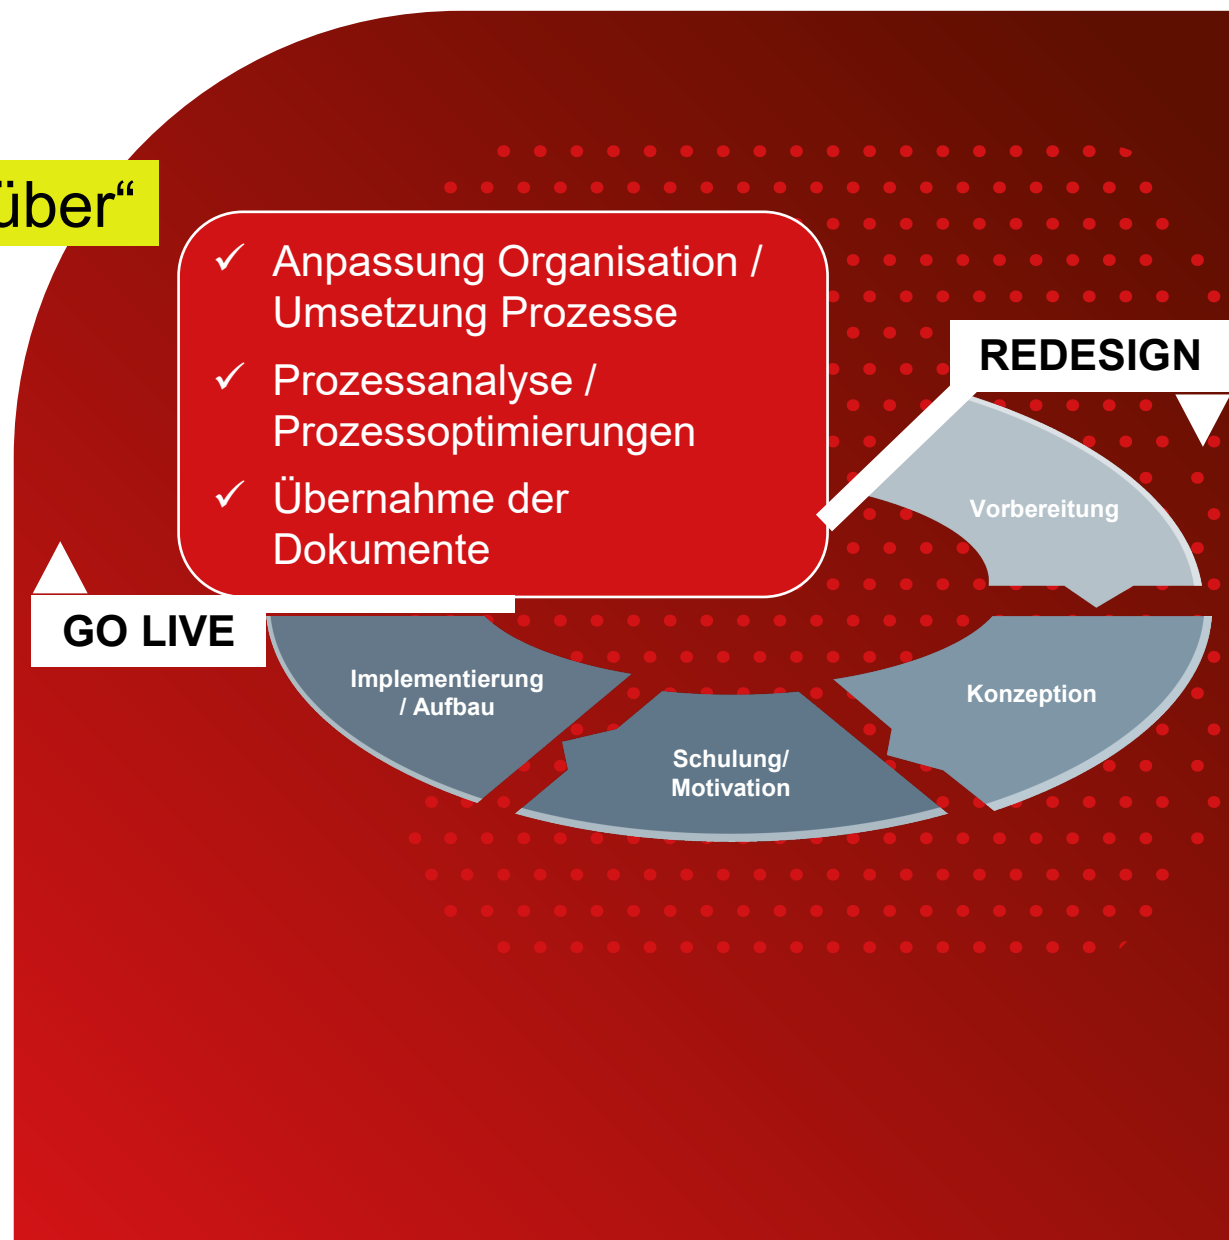 über“
✓ Anpassung Organisation /
Umsetzung Prozesse
✓ Prozessanalyse /
Prozessoptimierungen
✓ Übernahme der
Dokumente
REDESIGN
Vorbereitung
GO LIVE
Implementierung
/ Aufbau
Konzeption
Schulung/
Motivation